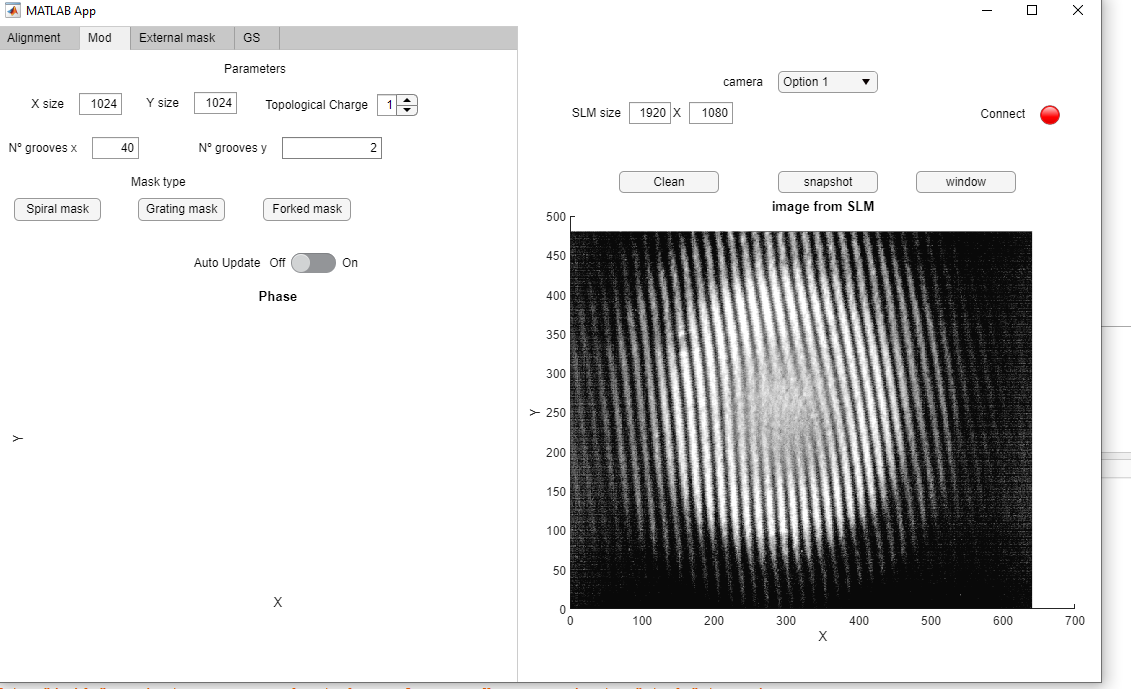 MATLAB App
Alignment Mod External mask GS
Parameters
X size 1024 Y size 1024 Topological Charge 1
Nº grooves x 40 Nº grooves y 2
Mask type
Spiral mask Grating mask Forked mask
Auto Update Off On
Phase
Y
X
camera Option 1
SLM size 1920 X 1080 Connect
Clean snapshot window
image from SLM
500
450
400
350
300
250
200
150
100
50
0
Y
0 100 200 300 400 500 600 700
X